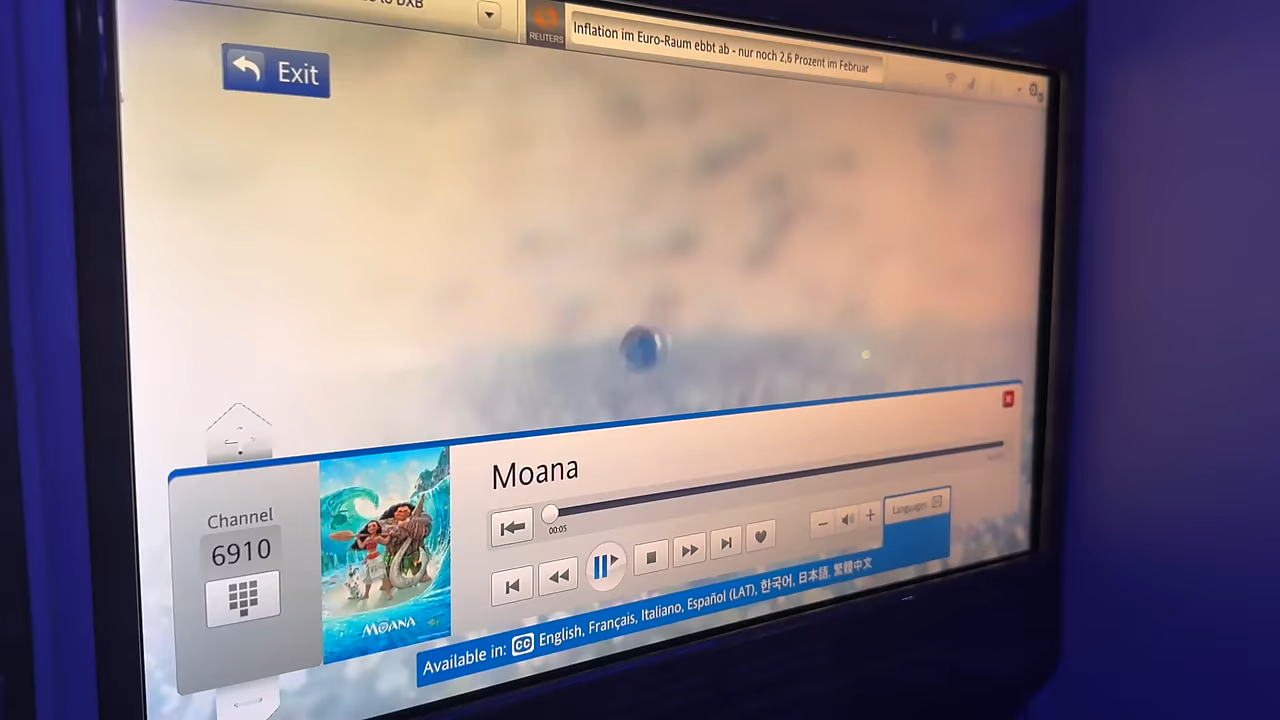 DXB
REUTERS
Inflation im Euro-Raum ebbt ab - nur noch 2,6 Prozent im Februar
Exit
Moana
Channel
6910
00:05
Languages
MOANA
Available in: CC English, Français, Italiano, Español (LAT), 한국어, 日本語, 繁體中文